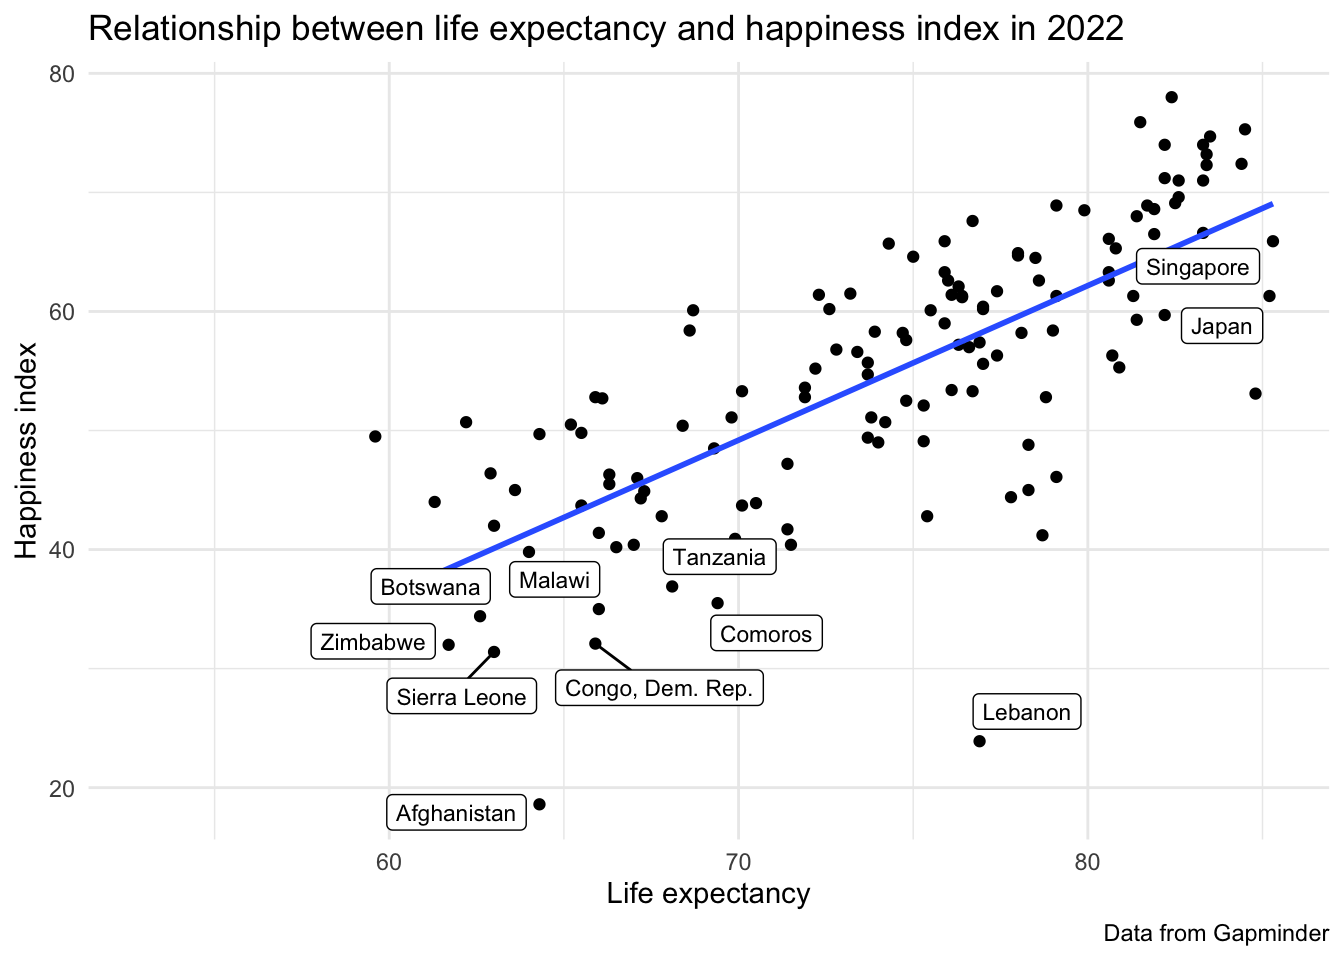 Relationship between life expectancy and happiness index in 2022
80
60
40
20
Happiness index
Singapore
Japan
Tanzania
Botswana
Malawi
Zimbabwe
Comoros
Sierra Leone
Congo, Dem. Rep.
Lebanon
Afghanistan
60
70
80
Life expectancy
Data from Gapminder